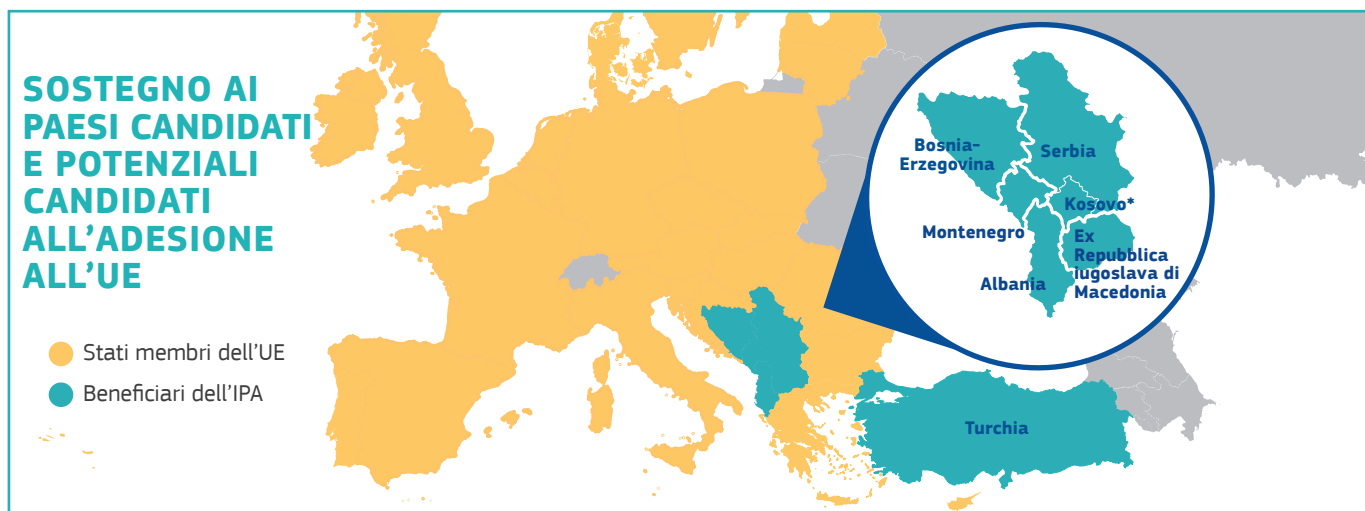 SOSTEGNO AI
PAESI CANDIDATI
E POTENZIALI
CANDIDATI
ALL'ADESIONE
ALL'UE
Stati membri dell'UE
Beneficiari dell'IPA
Bosnia-
Erzegovina
Serbia
Kosovo*
Montenegro
Ex
Repubblica
iugoslava di
Macedonia
Albania
Turchia